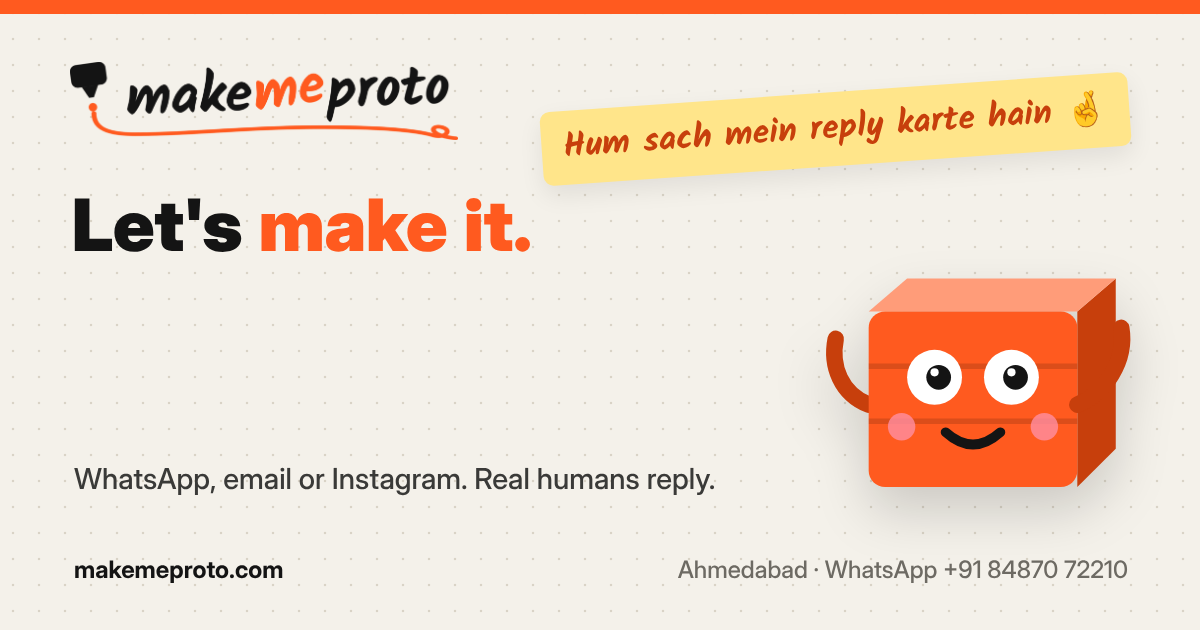 makemeproto
Hum sach mein reply karte hain 🤞
Let's make it.
WhatsApp, email or Instagram. Real humans reply.
makemeproto.com
Ahmedabad · WhatsApp +91 84870 72210